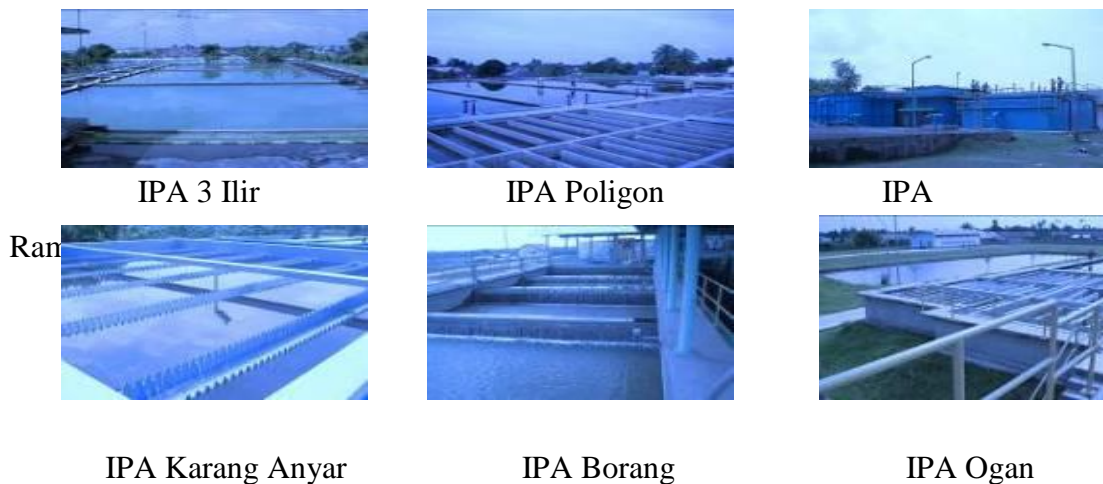 IPA 3 Ilir
IPA Poligon
IPA
IPA Karang Anyar
IPA Borang
IPA Ogan